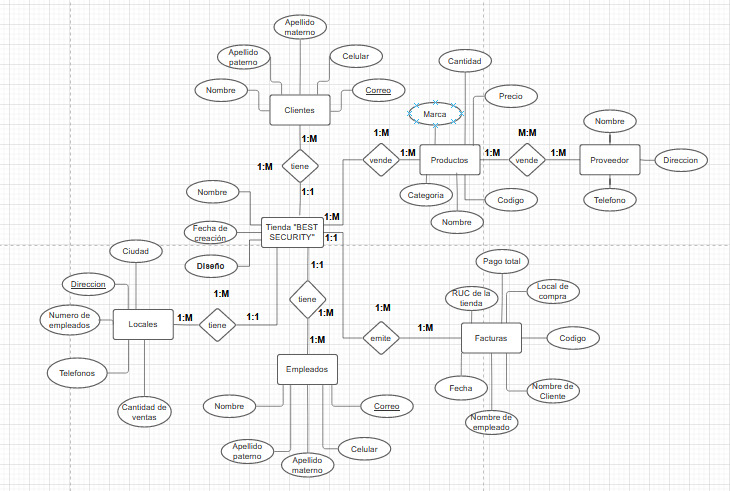 Apellido
materno
Apellido
paterno
Celular
Nombre
Correo
Clientes
1:M
1:M
tiene
1:1
Cantidad
Precio
Marca
1:M
1:M
vende
Productos
1:M
M:M
vende
1:M
Proveedor
Nombre
Direccion
Telefono
Categoria
Codigo
Nombre
Nombre
Fecha de
creación
Diseño
Tienda "BEST
SECURITY"
1:M
1:1
1:1
Ciudad
Direccion
Numero de
empleados
Telefonos
Cantidad de
ventas
Locales
1:M
1:M
tiene
1:1
tiene
1:M
1:M
Empleados
Nombre
Correo
Apellido
paterno
Apellido
materno
Celular
1:M
emite
1:M
Facturas
Pago total
RUC de la
tienda
Local de
compra
Codigo
Fecha
Nombre de
Cliente
Nombre de
empleado